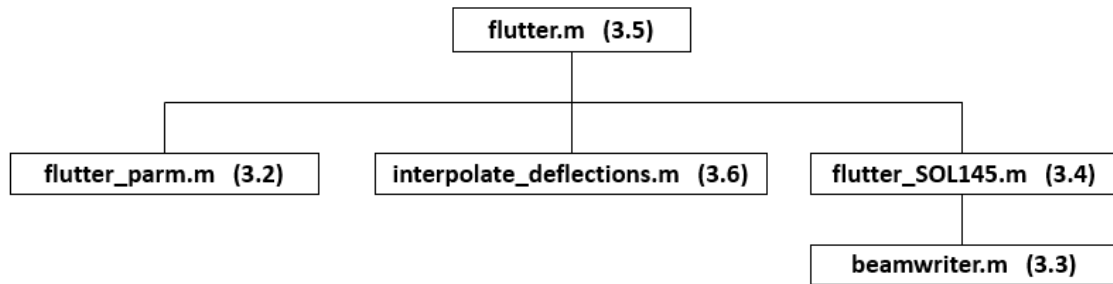 flutter.m (3.5)
flutter_parm.m (3.2)
interpolate_deflections.m (3.6)
flutter_SOL145.m (3.4)
beamwriter.m (3.3)